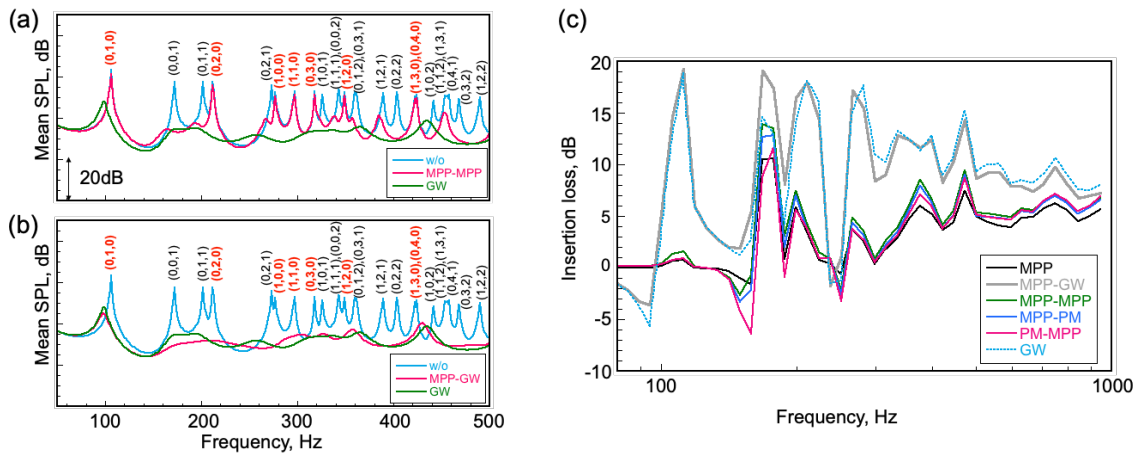 (a)
Mean SPL, dB
(0,1,0)
(0,0,1)
(0,1,1)
(0,2,0)
(0,2,1)
(1,0,0)
(1,1,0)
(0,3,0)
(1,0,1)
(1,1,1)(0,0,2)
(1,2,0)
(0,1,2)(0,3,1)
(1,2,1)
(0,2,2)
(1,3,0)(0,4,0)
(1,0,2)
(1,1,2)(1,3,1)
(0,4,1)
(0,3,2)
(1,2,2)
20dB
w/o
MPP-MPP
GW
(b)
Mean SPL, dB
(0,1,0)
(0,0,1)
(0,1,1)
(0,2,0)
(0,2,1)
(1,0,0)
(1,1,0)
(0,3,0)
(1,0,1)
(1,1,1)(0,0,2)
(1,2,0)
(0,1,2)(0,3,1)
(1,2,1)
(0,2,2)
(1,3,0)(0,4,0)
(1,0,2)
(1,1,2)(1,3,1)
(0,4,1)
(0,3,2)
(1,2,2)
w/o
MPP-GW
GW
100 200 300 400 500
Frequency, Hz
(c)
Insertion loss, dB
20
15
10
5
0
-5
-10
MPP
MPP-GW
MPP-MPP
MPP-PM
PM-MPP
GW
100 1000
Frequency, Hz